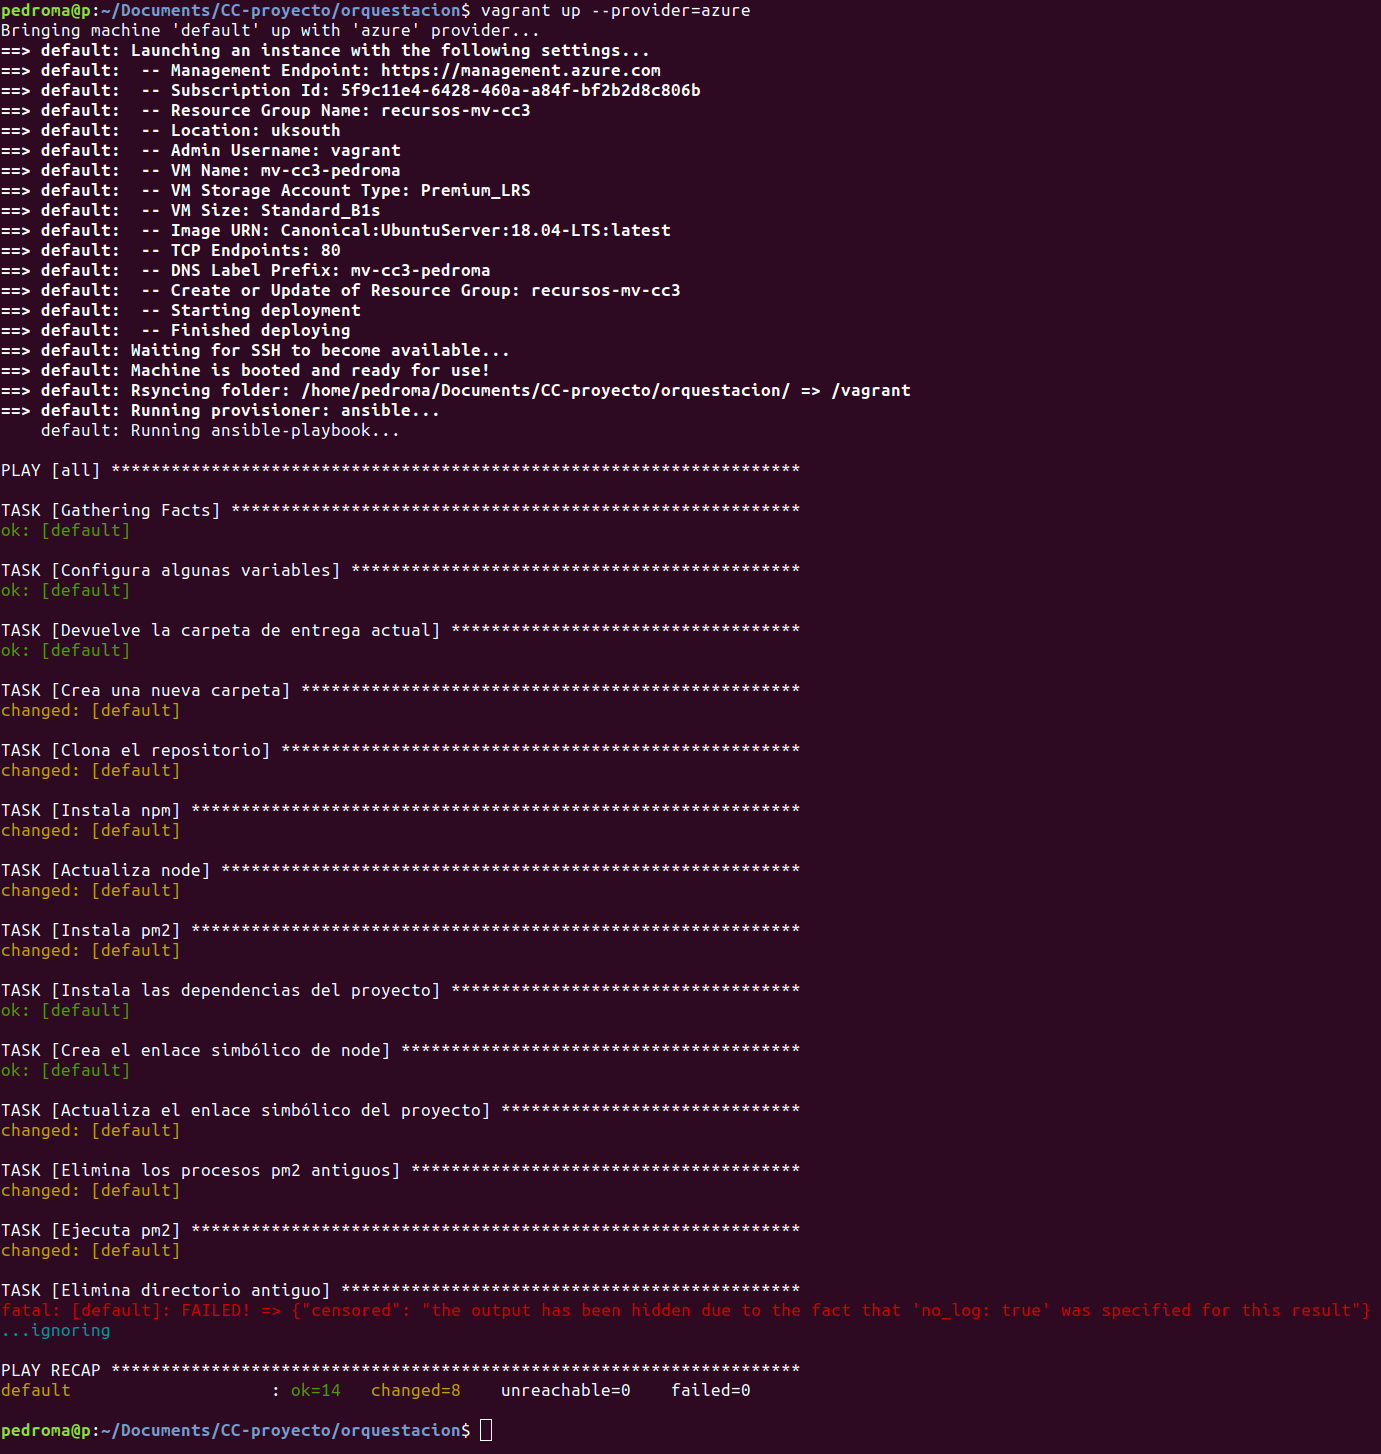 pedroma@p:~/Documents/CC-proyecto/orquestacion$ vagrant up --provider=azure
Bringing machine 'default' up with 'azure' provider...
==> default: Launching an instance with the following settings...
==> default:  -- Management Endpoint: https://management.azure.com
==> default:  -- Subscription Id: 5f9c11e4-6428-460a-a84f-bf2b2d8c806b
==> default:  -- Resource Group Name: recursos-mv-cc3
==> default:  -- Location: uksouth
==> default:  -- Admin Username: vagrant
==> default:  -- VM Name: mv-cc3-pedroma
==> default:  -- VM Storage Account Type: Premium_LRS
==> default:  -- VM Size: Standard_B1s
==> default:  -- Image URN: Canonical:UbuntuServer:18.04-LTS:latest
==> default:  -- TCP Endpoints: 80
==> default:  -- DNS Label Prefix: mv-cc3-pedroma
==> default:  -- Create or Update of Resource Group: recursos-mv-cc3
==> default:  -- Starting deployment
==> default:  -- Finished deploying
==> default: Waiting for SSH to become available...
==> default: Machine is booted and ready for use!
==> default: Rsyncing folder: /home/pedroma/Documents/CC-proyecto/orquestacion/ => /vagrant
==> default: Running provisioner: ansible...
    default: Running ansible-playbook...
PLAY [all] *********************************************************************
TASK [Gathering Facts] *********************************************************
ok: [default]
TASK [Configura algunas variables] *********************************************
ok: [default]
TASK [Devuelve la carpeta de entrega actual] ***********************************
ok: [default]
TASK [Crea una nueva carpeta] **************************************************
changed: [default]
TASK [Clona el repositorio] ****************************************************
changed: [default]
TASK [Instala npm] *************************************************************
changed: [default]
TASK [Actualiza node] **********************************************************
changed: [default]
TASK [Instala pm2] *************************************************************
changed: [default]
TASK [Instala las dependencias del proyecto] ***********************************
ok: [default]
TASK [Crea el enlace simbólico de node] ****************************************
ok: [default]
TASK [Actualiza el enlace simbólico del proyecto] ******************************
changed: [default]
TASK [Elimina los procesos pm2 antiguos] ***************************************
changed: [default]
TASK [Ejecuta pm2] *************************************************************
changed: [default]
TASK [Elimina directorio antiguo] **********************************************
fatal: [default]: FAILED! => {"censored": "the output has been hidden due to the fact that 'no_log: true' was specified for this result"}
...ignoring
PLAY RECAP *********************************************************************
default                    : ok=14   changed=8    unreachable=0    failed=0
pedroma@p:~/Documents/CC-proyecto/orquestacion$